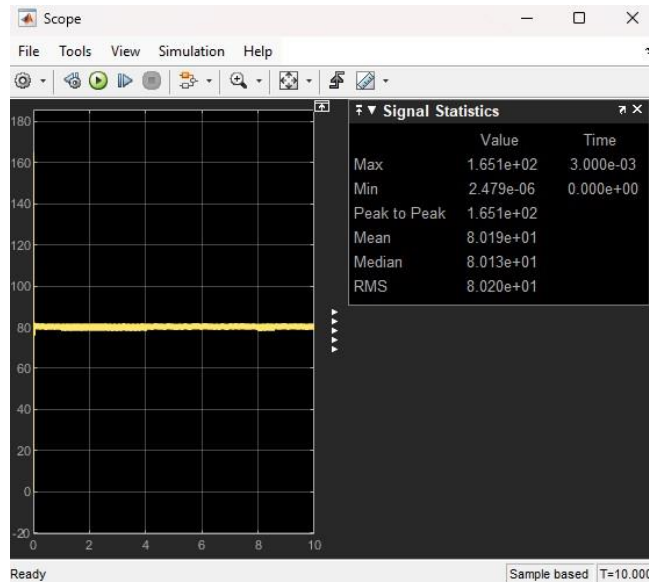 Scope
File Tools View Simulation Help
Signal Statistics
Value Time
Max 1.651e+02 3.000e-03
Min 2.479e-06 0.000e+00
Peak to Peak 1.651e+02
Mean 8.019e+01
Median 8.013e+01
RMS 8.020e+01
180
160
140
120
100
80
60
40
20
0
-20
0 2 4 6 8 10
Ready Sample based T=10.000